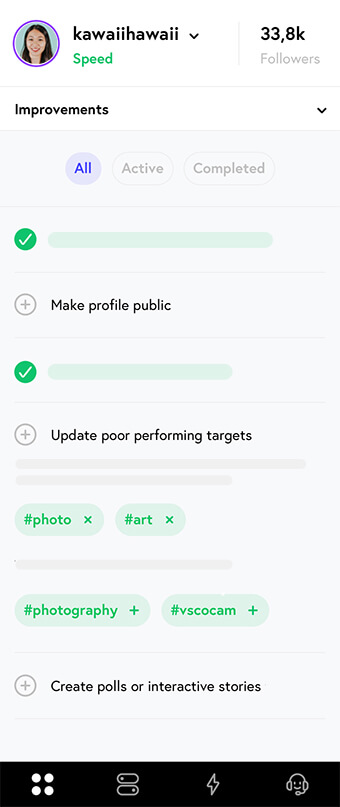 kawaiihawaii
33,8k
Speed
Followers
Improvements
All
Active
Completed
Make profile public
Update poor performing targets
#photo ×
#art ×
#photography +
#vscocam +
Create polls or interactive stories